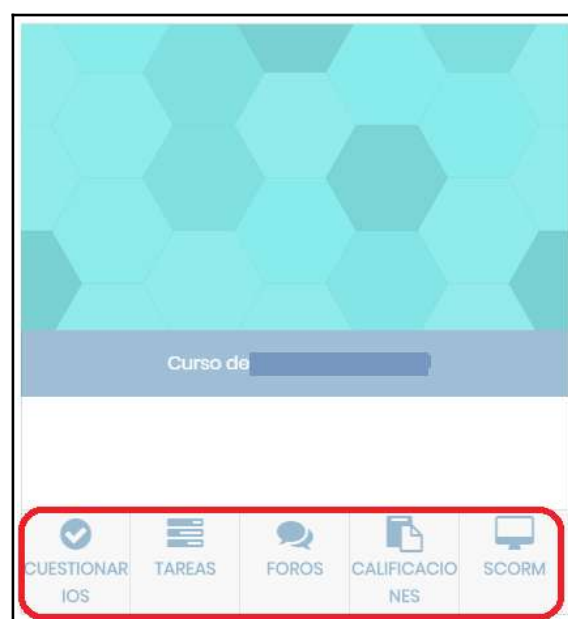 Curso de
CUESTIONAR
IOS
TAREAS
FOROS
CALIFICACIO
NES
SCORM